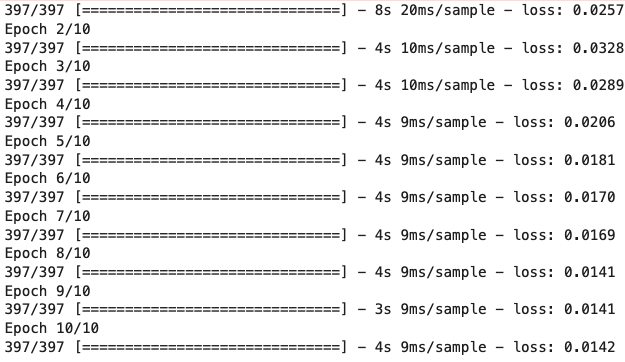 397/397 [==============================] - 8s 20ms/sample - loss: 0.0257
Epoch 2/10
397/397 [==============================] - 4s 10ms/sample - loss: 0.0328
Epoch 3/10
397/397 [==============================] - 4s 10ms/sample - loss: 0.0289
Epoch 4/10
397/397 [==============================] - 4s 9ms/sample - loss: 0.0206
Epoch 5/10
397/397 [==============================] - 4s 9ms/sample - loss: 0.0181
Epoch 6/10
397/397 [==============================] - 4s 9ms/sample - loss: 0.0170
Epoch 7/10
397/397 [==============================] - 4s 9ms/sample - loss: 0.0169
Epoch 8/10
397/397 [==============================] - 4s 9ms/sample - loss: 0.0141
Epoch 9/10
397/397 [==============================] - 3s 9ms/sample - loss: 0.0141
Epoch 10/10
397/397 [==============================] - 4s 9ms/sample - loss: 0.0142